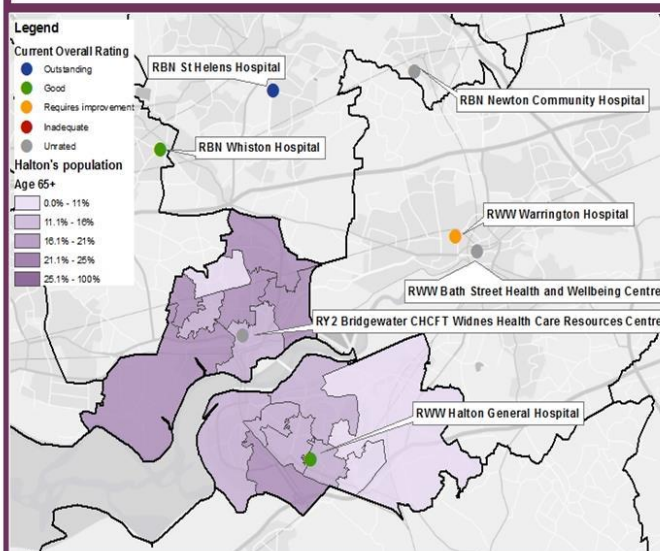 Legend
Current Overall Rating
Outstanding
Good
Requires improvement
Inadequate
Unrated
Halton's population
Age 65+
0.0% - 11%
11.1% - 16%
16.1% - 21%
21.1% - 25%
25.1% - 100%
RBN St Helens Hospital
RBN Newton Community Hospital
RBN Whiston Hospital
RWW Warrington Hospital
RWW Bath Street Health and Wellbeing Centre
RY2 Bridgewater CHCFT Widnes Health Care Resources Centre
RWW Halton General Hospital